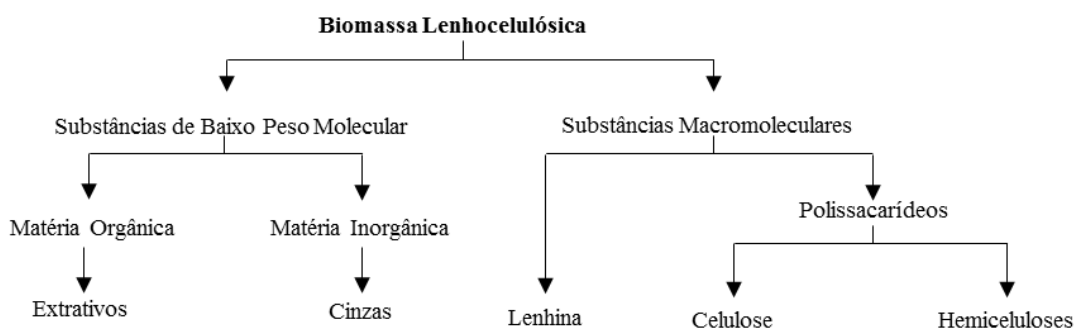 Biomassa Lenhocelulósica
Substâncias de Baixo Peso Molecular
Substâncias Macromoleculares
Matéria Orgânica
Matéria Inorgânica
Polissacarídeos
Extrativos
Cinzas
Lenhina
Celulose
Hemiceluloses